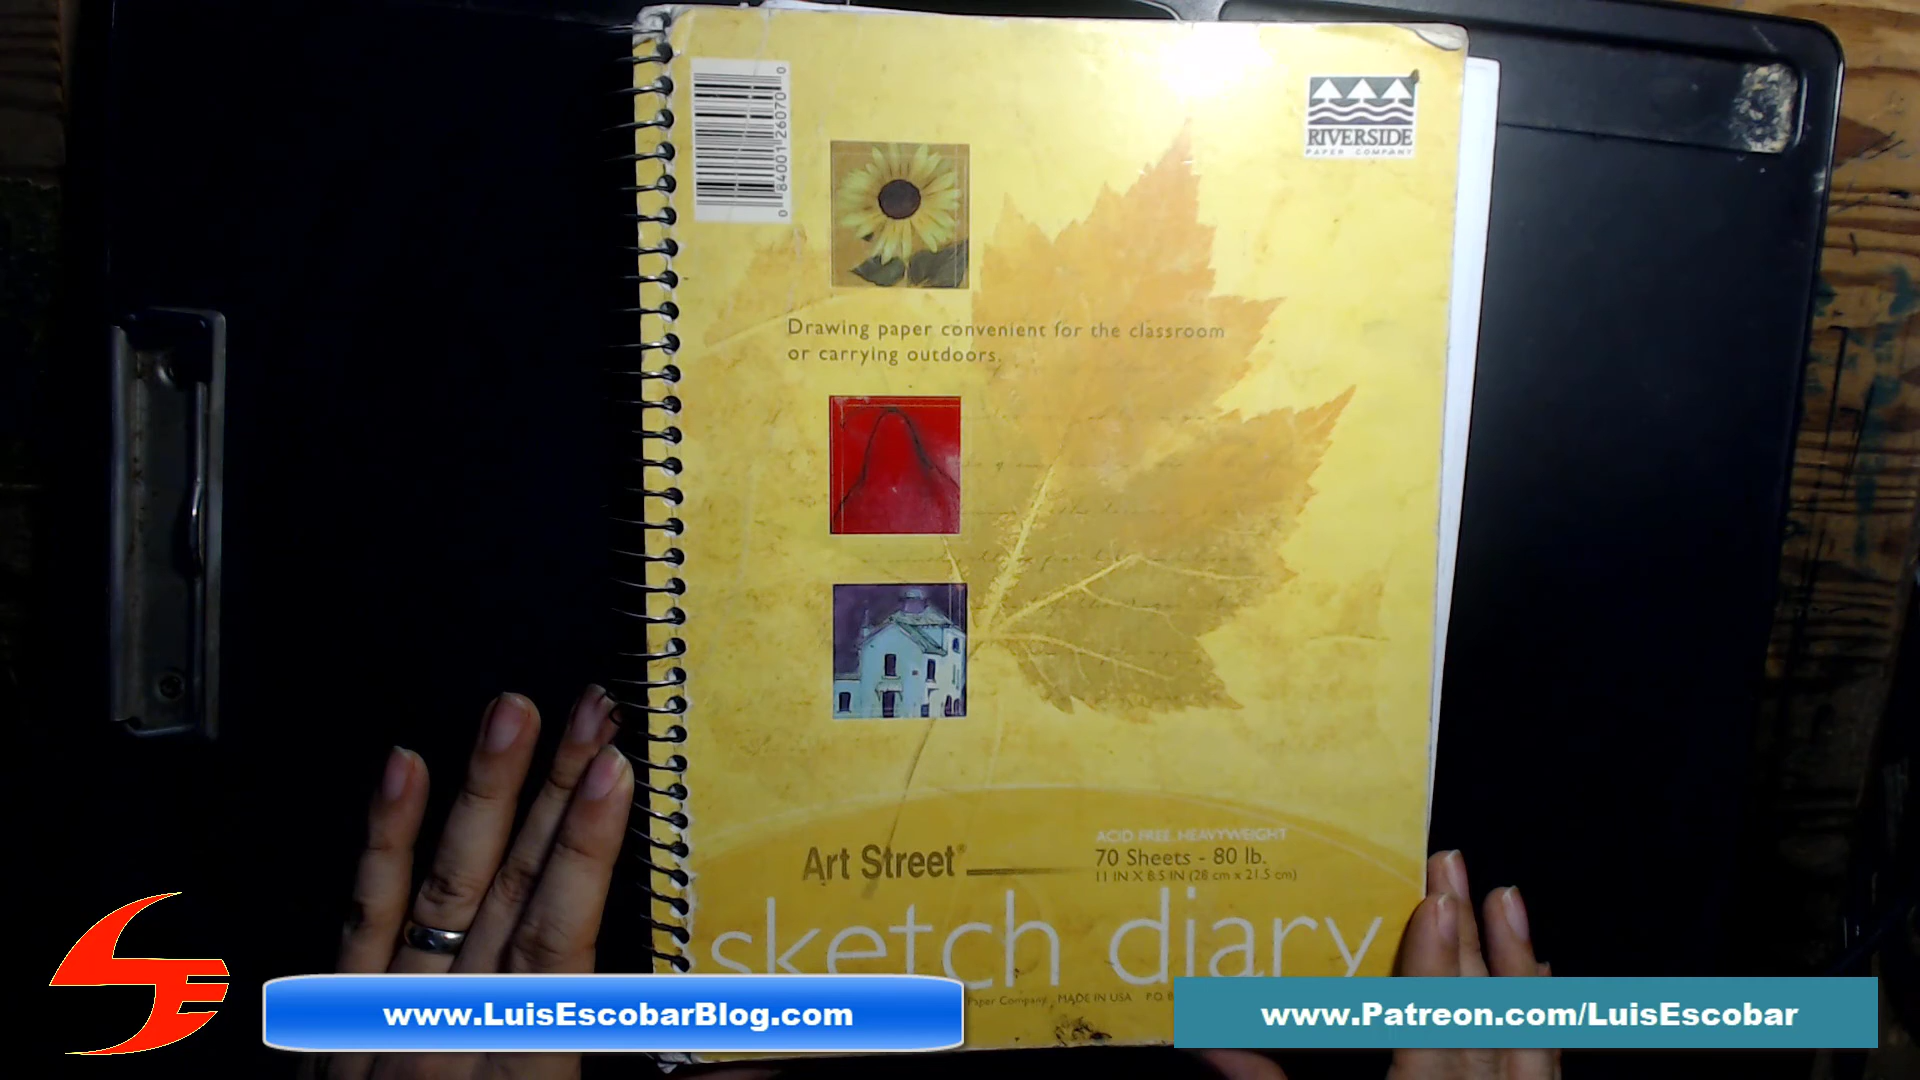 0 84001 26070 0
RIVERSIDE
PAPER COMPANY
Drawing paper convenient for the classroom
or carrying outdoors.
Art Street®
ACID FREE, HEAVYWEIGHT
70 Sheets - 80 lb.
11 IN X 8.5 IN (28 cm x 21.5 cm)
sketch diary
Paper Company, MADE IN USA P.O. B
www.LuisEscobarBlog.com
www.Patreon.com/LuisEscobar